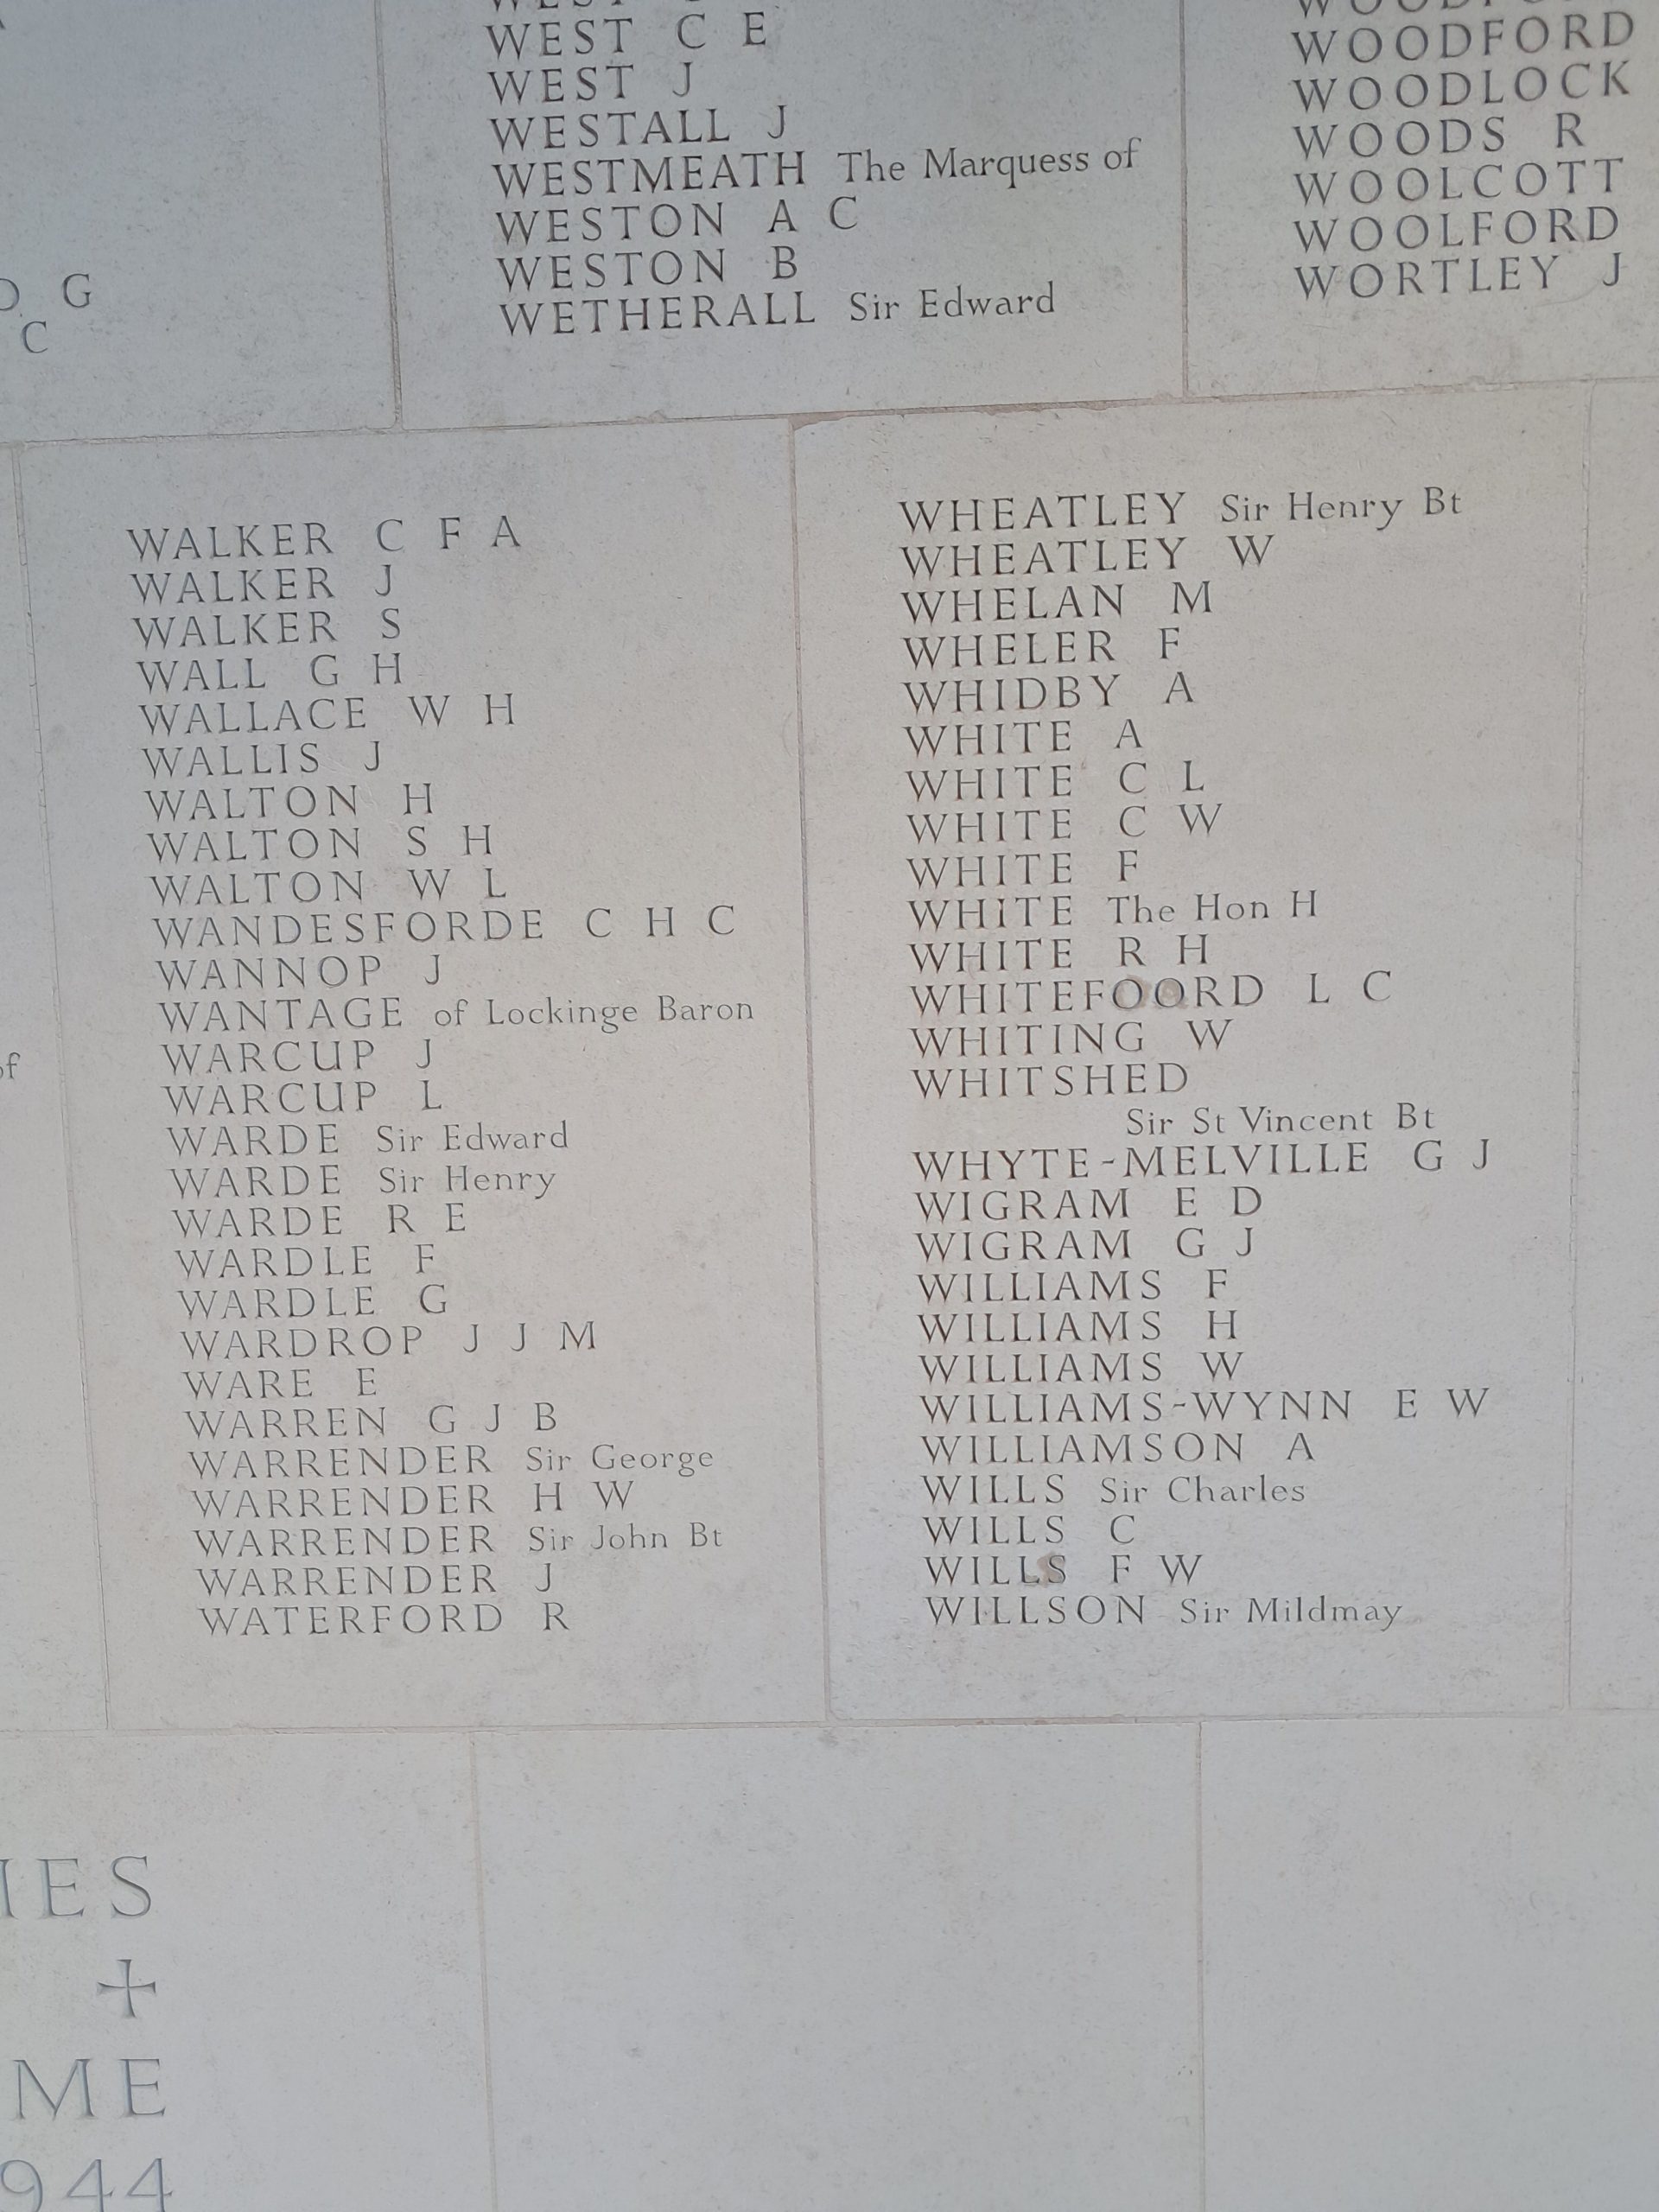 D G
C
of
WEST C E
WEST J
WESTALL J
WESTMEATH The Marquess of
WESTON A C
WESTON B
WETHERALL Sir Edward
WOODFORD
WOODLOCK
WOODS R
WOOLCOTT
WOOLFORD
WORTLEY J
WALKER C F A
WALKER J
WALKER S
WALL G H
WALLACE W H
WALLIS J
WALTON H
WALTON S H
WALTON W L
WANDESFORDE C H C
WANNOP J
WANTAGE of Lockinge Baron
WARCUP J
WARCUP L
WARDE Sir Edward
WARDE Sir Henry
WARDE R E
WARDLE F
WARDLE G
WARDROP J J M
WARE E
WARREN G J B
WARRENDER Sir George
WARRENDER H W
WARRENDER Sir John Bt
WARRENDER J
WATERFORD R
WHEATLEY Sir Henry Bt
WHEATLEY W
WHELAN M
WHELER F
WHIDBY A
WHITE A
WHITE C L
WHITE C W
WHITE F
WHITE The Hon H
WHITE R H
WHITEFOORD L C
WHITING W
WHITSHED
Sir St Vincent Bt
WHYTE-MELVILLE G J
WIGRAM E D
WIGRAM G J
WILLIAMS F
WILLIAMS H
WILLIAMS W
WILLIAMS-WYNN E W
WILLIAMSON A
WILLS Sir Charles
WILLS C
WILLS F W
WILLSON Sir Mildmay
IES
ME
944